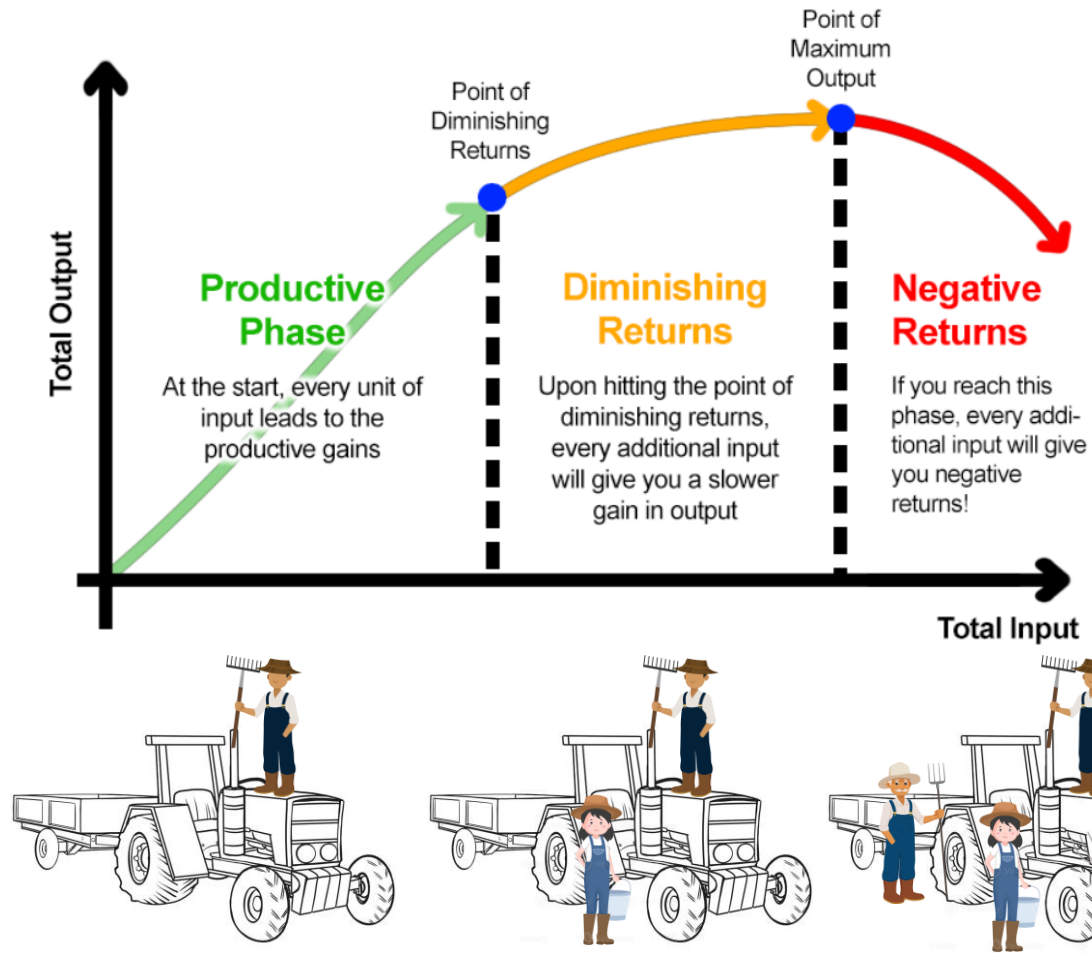 Point of
Maximum
Output
Point of
Diminishing
Returns
Total Output
Productive
Phase
At the start, every unit of
input leads to the
productive gains
Diminishing
Returns
Upon hitting the point of
diminishing returns,
every additional input
will give you a slower
gain in output
Negative
Returns
If you reach this
phase, every addi-
tional input will give
you negative
returns!
Total Input